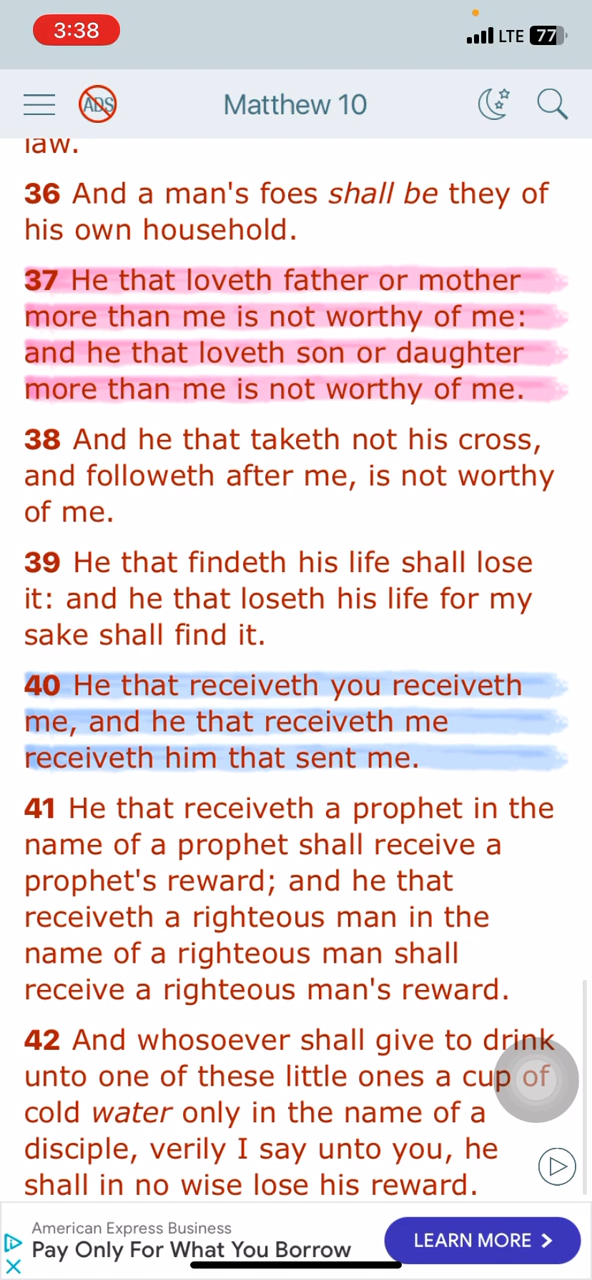 3:38
LTE 77
ADS
Matthew 10
law.
36 And a man's foes shall be they of
his own household.
37 He that loveth father or mother
more than me is not worthy of me:
and he that loveth son or daughter
more than me is not worthy of me.
38 And he that taketh not his cross,
and followeth after me, is not worthy
of me.
39 He that findeth his life shall lose
it: and he that loseth his life for my
sake shall find it.
40 He that receiveth you receiveth
me, and he that receiveth me
receiveth him that sent me.
41 He that receiveth a prophet in the
name of a prophet shall receive a
prophet's reward; and he that
receiveth a righteous man in the
name of a righteous man shall
receive a righteous man's reward.
42 And whosoever shall give to drink
unto one of these little ones a cup of
cold water only in the name of a
disciple, verily I say unto you, he
shall in no wise lose his reward.
American Express Business
Pay Only For What You Borrow
LEARN MORE